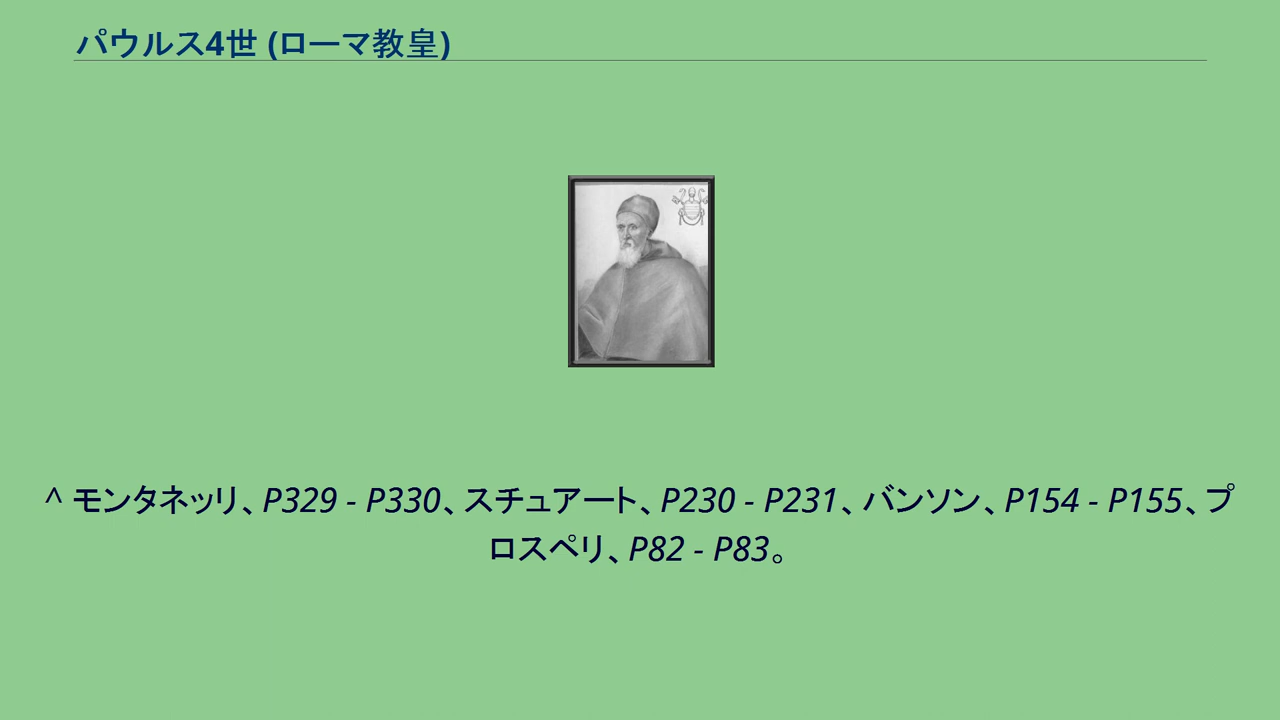 パウルス4世 (ローマ教皇)
^ モンタネッリ、P329 - P330、スチュアート、P230 - P231、バンソン、P154 - P155、プ
ロスペリ、P82 - P83。